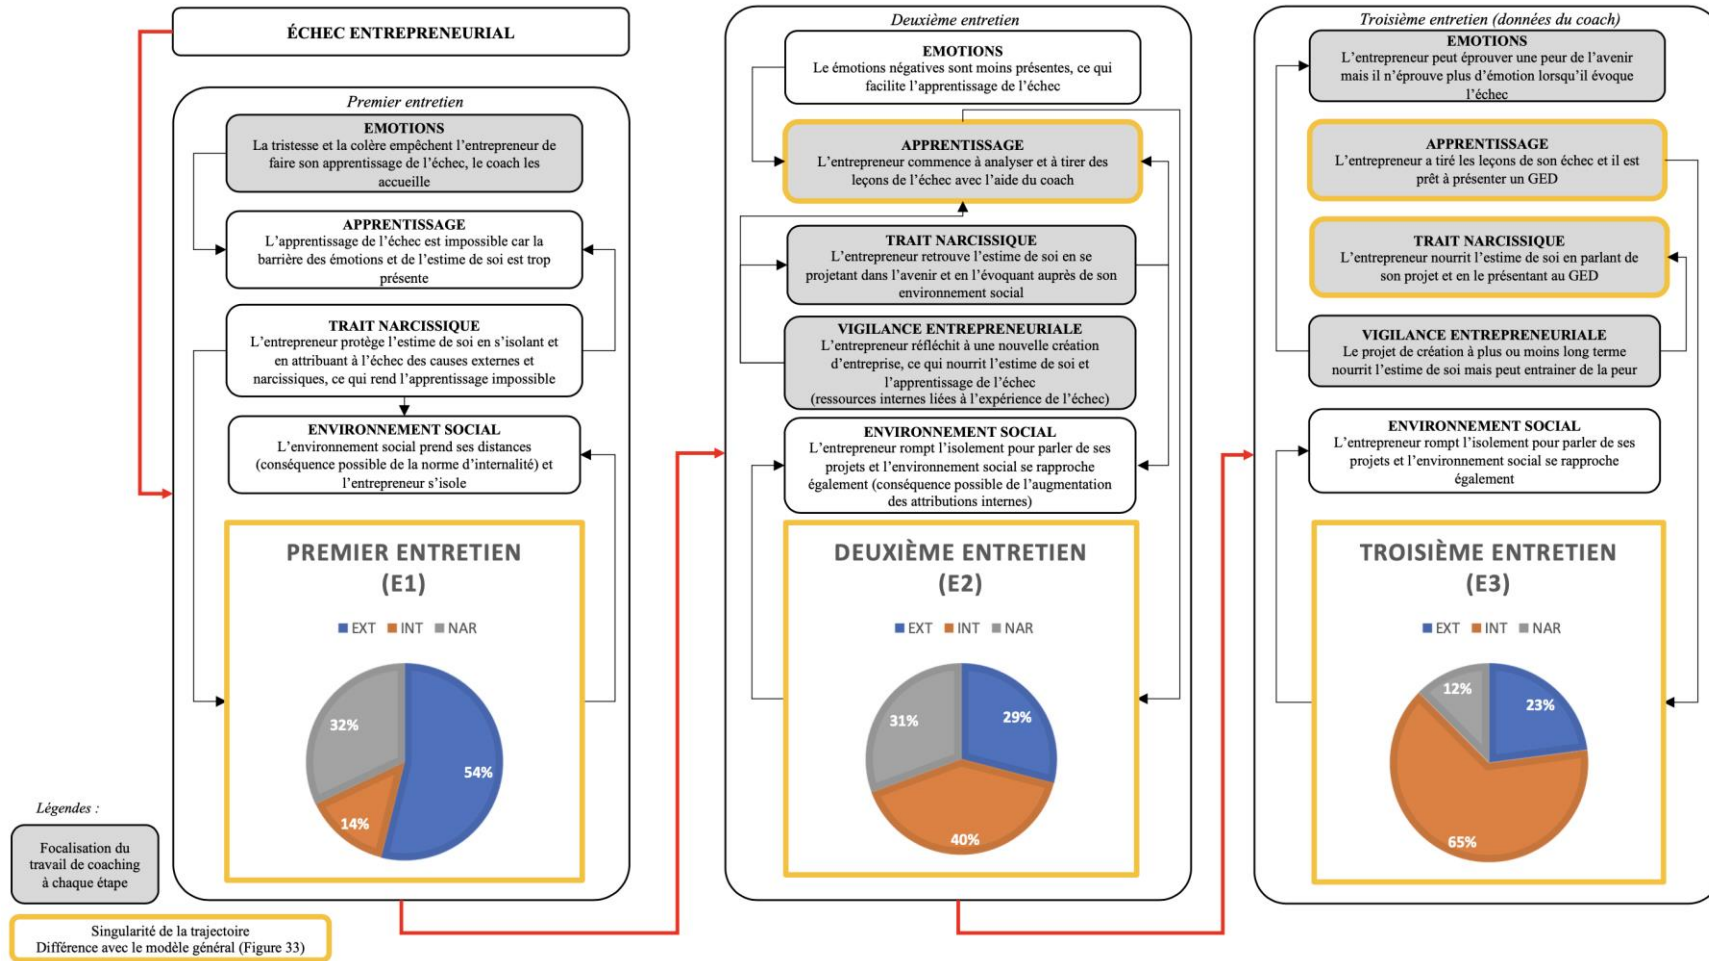 ÉCHEC ENTREPRENEURIAL
Premier entretien
EMOTIONS
La tristesse et la colère empêchent l'entrepreneur de
faire son apprentissage de l'échec, le coach les
accueille
APPRENTISSAGE
L'apprentissage de l'échec est impossible car la
barrière des émotions et de l'estime de soi est trop
présente
TRAIT NARCISSIQUE
L'entrepreneur protège l'estime de soi en s'isolant et
en attribuant à l'échec des causes externes et
narcissiques, ce qui rend l'apprentissage impossible
ENVIRONNEMENT SOCIAL
L'environnement social prend ses distances
(conséquence possible de la norme d'internalité) et
l'entrepreneur s'isole
PREMIER ENTRETIEN
(E1)
EXT INT NAR
32%
54%
14%
Légendes :
Focalisation du
travail de coaching
à chaque étape
Singularité de la trajectoire
Différence avec le modèle général (Figure 33)
Deuxième entretien
EMOTIONS
Le émotions négatives sont moins présentes, ce qui
facilite l'apprentissage de l'échec
APPRENTISSAGE
L'entrepreneur commence à analyser et à tirer des
leçons de l'échec avec l'aide du coach
TRAIT NARCISSIQUE
L'entrepreneur retrouve l'estime de soi en se
projetant dans l'avenir et en l'évoquant auprès de son
environnement social
VIGILANCE ENTREPRENEURIALE
L'entrepreneur réfléchit à une nouvelle création
d'entreprise, ce qui nourrit l'estime de soi et
l'apprentissage de l'échec
(ressources internes liées à l'expérience de l'échec)
ENVIRONNEMENT SOCIAL
L'entrepreneur rompt l'isolement pour parler de ses
projets et l'environnement social se rapproche
également (conséquence possible de l'augmentation
des attributions internes)
DEUXIÈME ENTRETIEN
(E2)
EXT INT NAR
31%
29%
40%
Troisième entretien (données du coach)
EMOTIONS
L'entrepreneur peut éprouver une peur de l'avenir
mais il n'éprouve plus d'émotion lorsqu'il évoque
l'échec
APPRENTISSAGE
L'entrepreneur a tiré les leçons de son échec et il est
prêt à présenter un GED
TRAIT NARCISSIQUE
L'entrepreneur nourrit l'estime de soi en parlant de
son projet et en le présentant au GED
VIGILANCE ENTREPRENEURIALE
Le projet de création à plus ou moins long terme
nourrit l'estime de soi mais peut entrainer de la peur
ENVIRONNEMENT SOCIAL
L'entrepreneur rompt l'isolement pour parler de ses
projets et l'environnement social se rapproche
également
TROISIÈME ENTRETIEN
(E3)
EXT INT NAR
12%
23%
65%